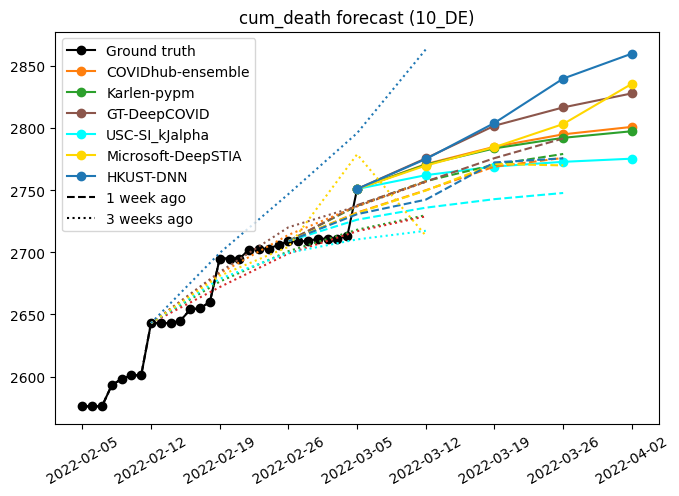 cum_death forecast (10_DE)
Ground truth
COVIDhub-ensemble
Karlen-pypm
GT-DeepCOVID
USC-SI_kJalpha
Microsoft-DeepSTIA
HKUST-DNN
1 week ago
3 weeks ago
2850
2800
2750
2700
2650
2600
2022-02-05
2022-02-12
2022-02-19
2022-02-26
2022-03-05
2022-03-12
2022-03-19
2022-03-26
2022-04-02